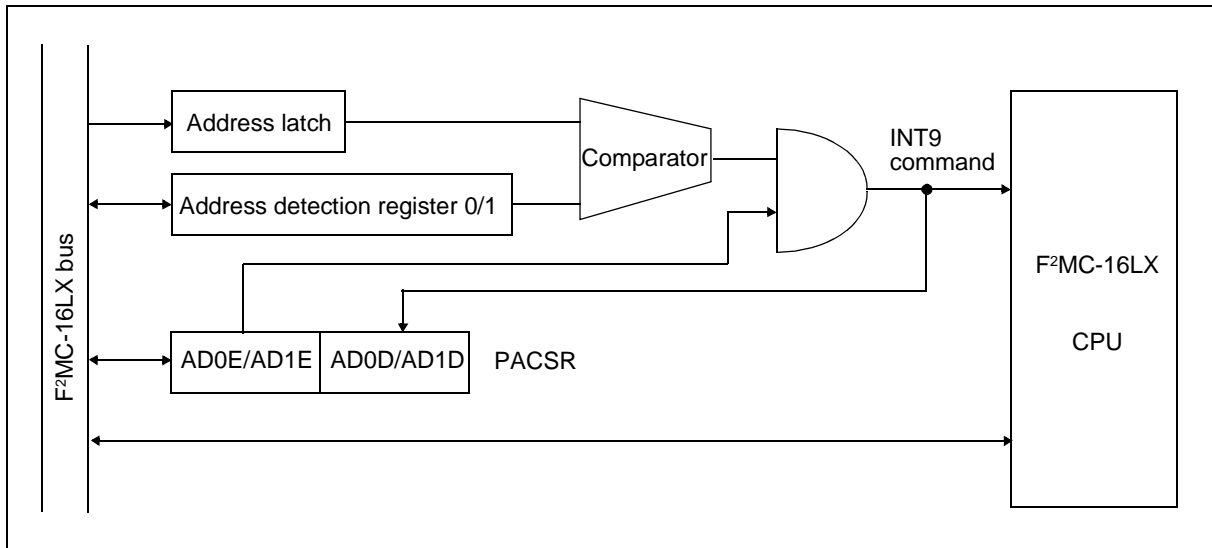 F²MC-16LX bus
Address latch
Address detection register 0/1
Comparator
INT9
command
AD0E/AD1E
AD0D/AD1D
PACSR
F²MC-16LX
CPU